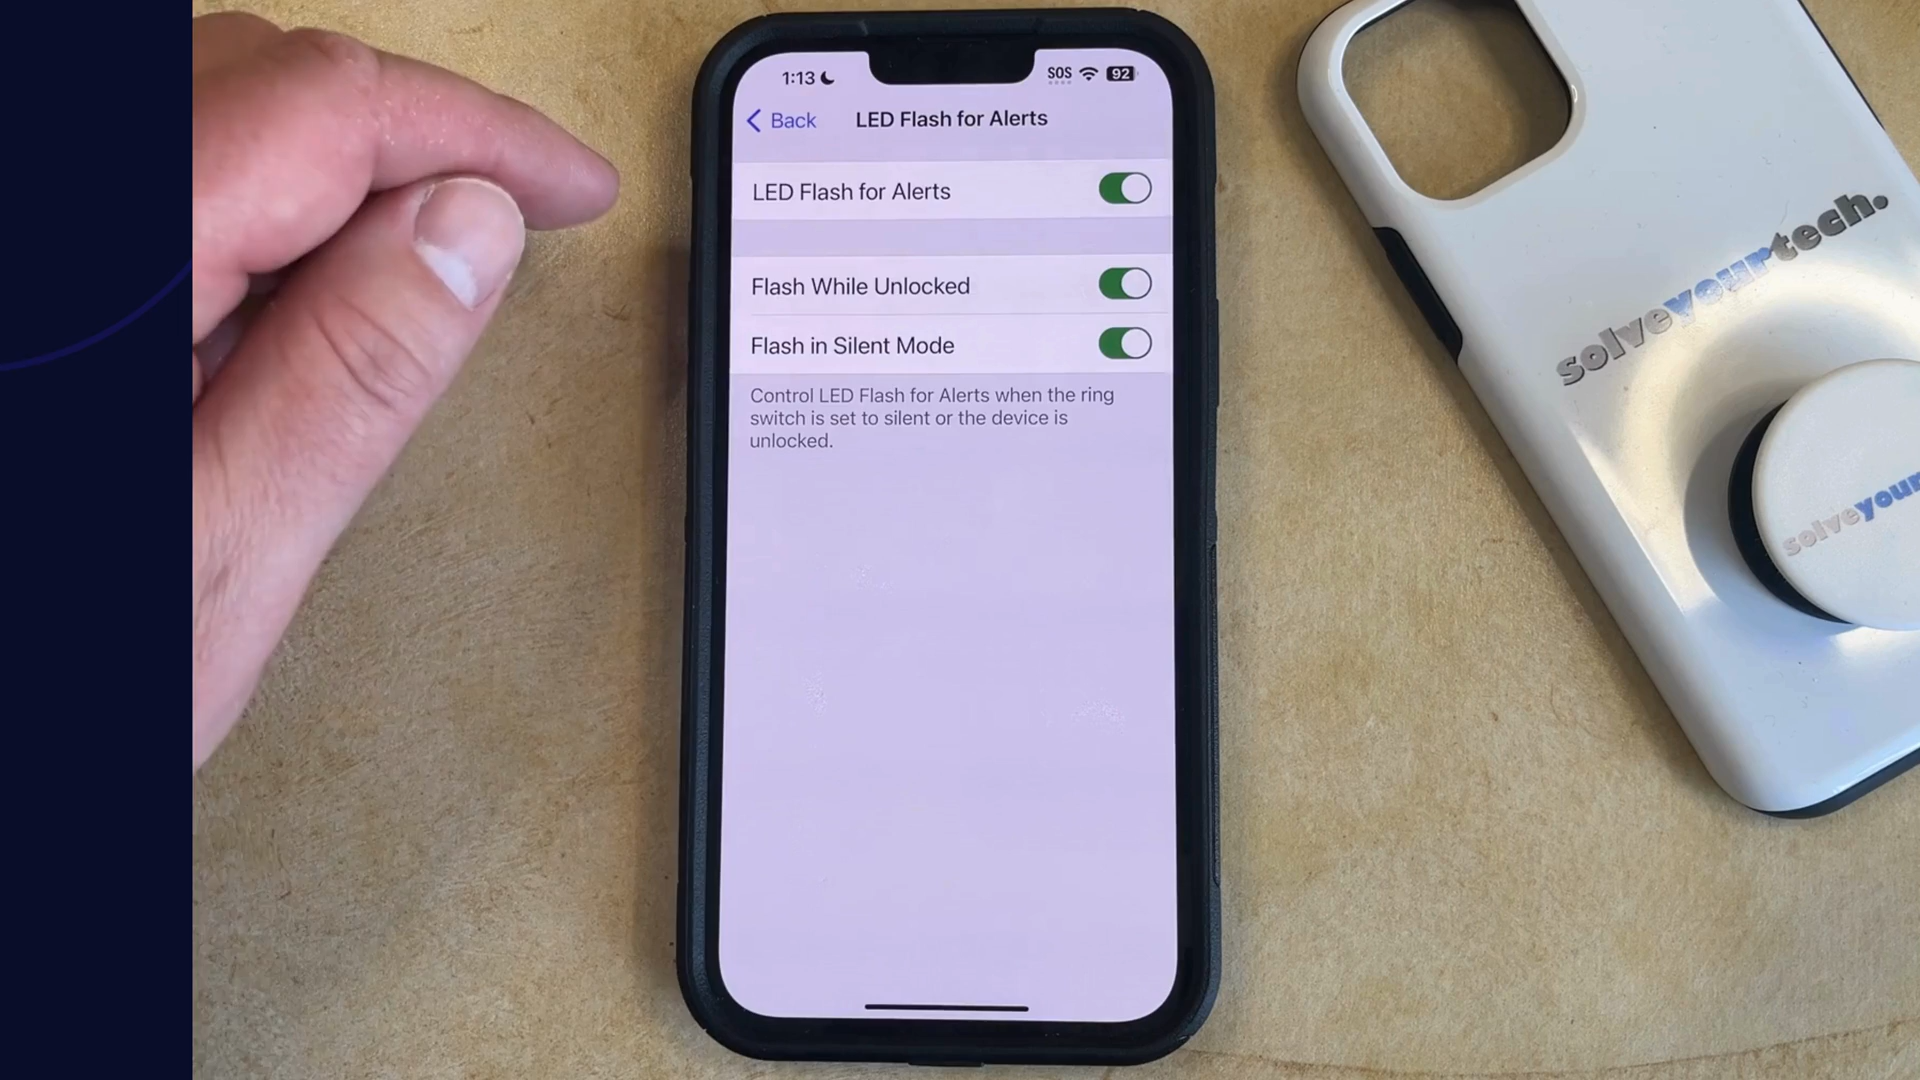 1:13
SOS
92
Back
LED Flash for Alerts
LED Flash for Alerts
Flash While Unlocked
Flash in Silent Mode
Control LED Flash for Alerts when the ring
switch is set to silent or the device is
unlocked.
solveyourtech.
solveyour